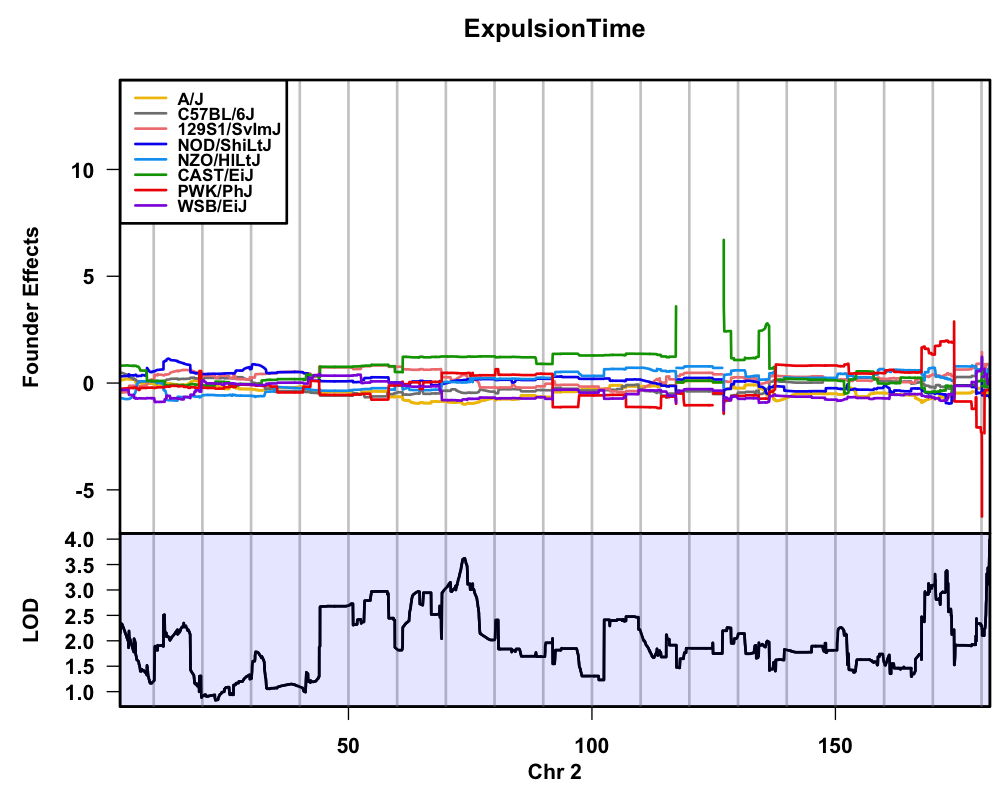 ExpulsionTime
A/J
C57BL/6J
129S1/SvImJ
NOD/ShiLtJ
NZO/HlLtJ
CAST/EiJ
PWK/PhJ
WSB/EiJ
Founder Effects
10
5
0
-5
LOD
4.0
3.5
3.0
2.5
2.0
1.5
1.0
50
100
150
Chr 2